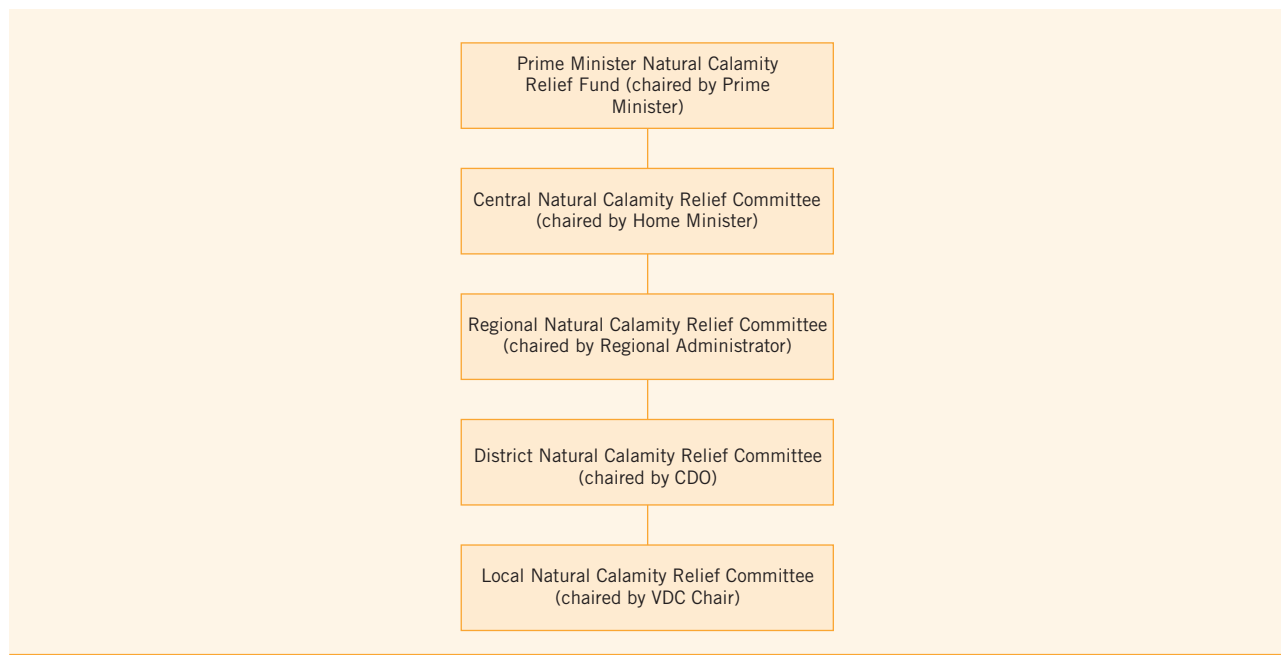 Prime Minister Natural Calamity
Relief Fund (chaired by Prime
Minister)
Central Natural Calamity Relief Committee
(chaired by Home Minister)
Regional Natural Calamity Relief Committee
(chaired by Regional Administrator)
District Natural Calamity Relief Committee
(chaired by CDO)
Local Natural Calamity Relief Committee
(chaired by VDC Chair)